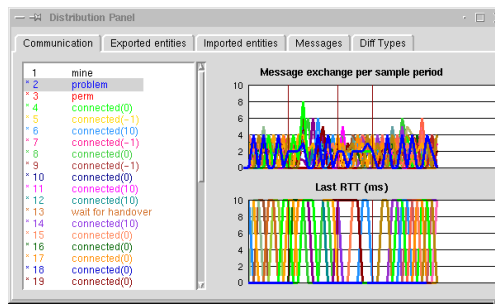 Distribution Panel
Communication Exported entities Imported entities Messages Diff Types
1 mine
* 2 problem
* 3 perm
* 4 connected(0)
* 5 connected(-1)
* 6 connected(10)
* 7 connected(-1)
* 8 connected(0)
* 9 connected(-1)
* 10 connected(0)
* 11 connected(10)
* 12 connected(10)
* 13 wait for handover
* 14 connected(10)
* 15 connected(0)
* 16 connected(0)
* 17 connected(0)
* 18 connected(0)
* 19 connected(0)
Message exchange per sample period
10
8
6
4
2
0
Last RTT (ms)
10
8
6
4
2
0